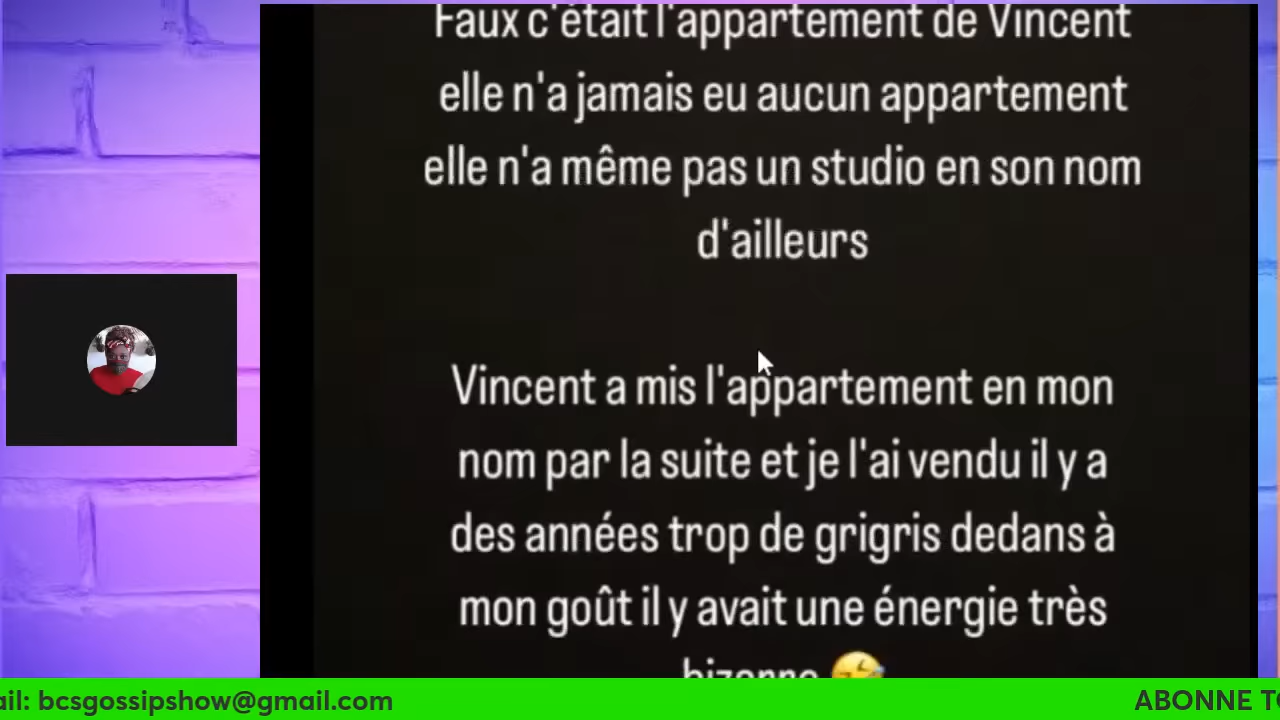 Faux c'était l'appartement de Vincent
elle n'a jamais eu aucun appartement
elle n'a même pas un studio en son nom
d'ailleurs
Vincent a mis l'appartement en mon
nom par la suite et je l'ai vendu il y a
des années trop de grigris dedans à
mon goût il y avait une énergie très
bizarre 🤣
ail: bcsgossipshow@gmail.com
ABONNE TO